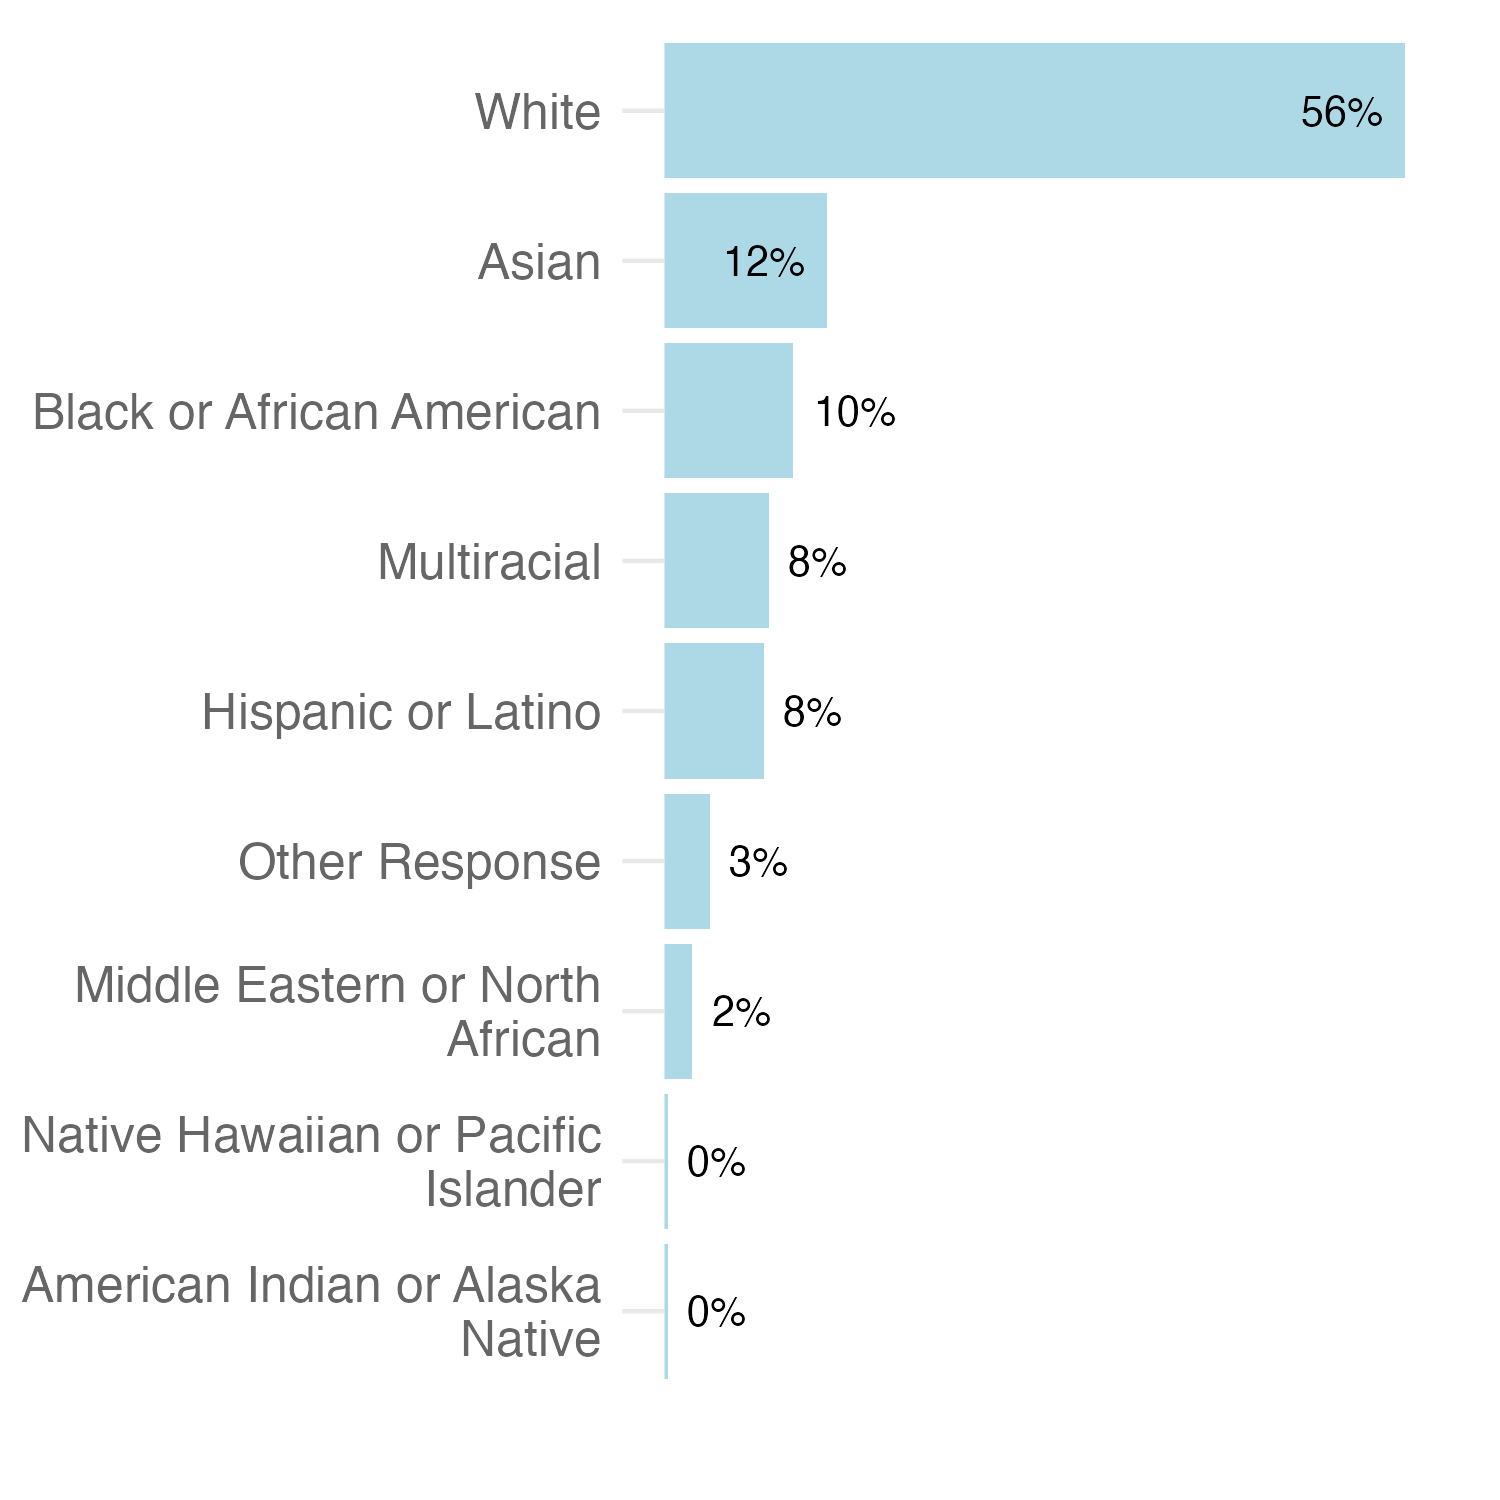 White 56%
Asian 12%
Black or African American 10%
Multiracial 8%
Hispanic or Latino 8%
Other Response 3%
Middle Eastern or North
African 2%
Native Hawaiian or Pacific
Islander 0%
American Indian or Alaska
Native 0%